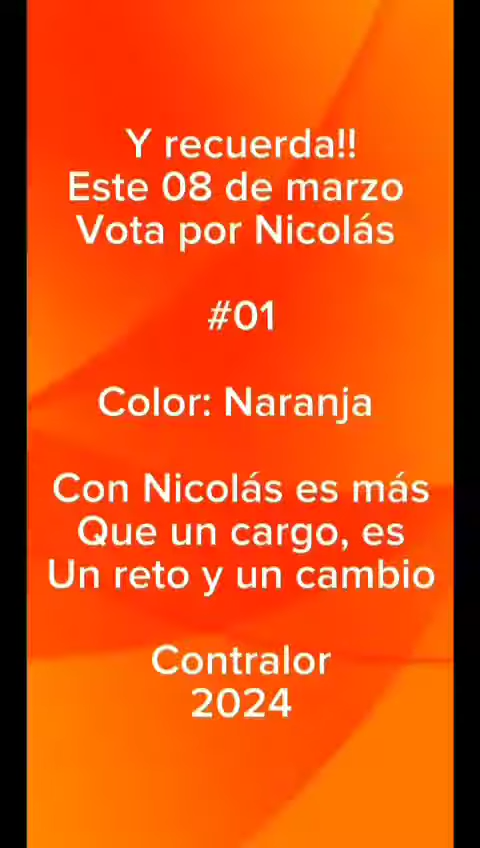 Y recuerda!!
Este 08 de marzo
Vota por Nicolás
#01
Color: Naranja
Con Nicolás es más
Que un cargo, es
Un reto y un cambio
Contralor
2024